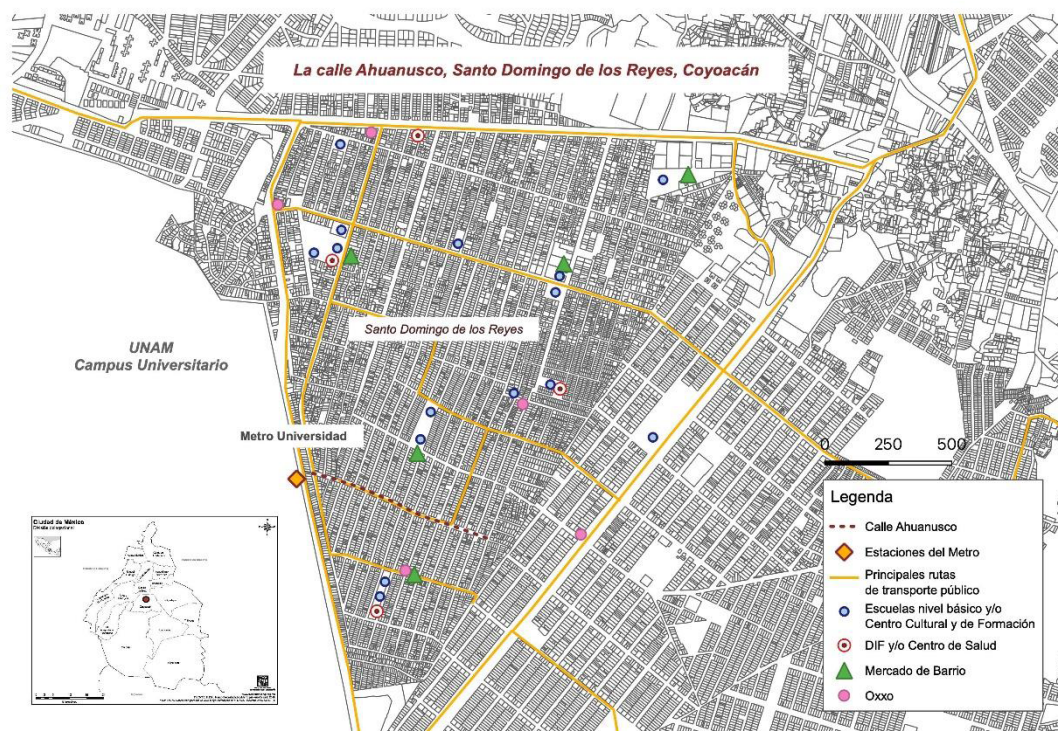 La calle Ahuanusco, Santo Domingo de los Reyes, Coyoacán
Santo Domingo de los Reyes
UNAM
Campus Universitario
Metro Universidad
0 250 500
Legenda
Calle Ahuanusco
Estaciones del Metro
Principales rutas
de transporte público
Escuelas nivel básico y/o
Centro Cultural y de Formación
DIF y/o Centro de Salud
Mercado de Barrio
Oxxo
Ciudad de México